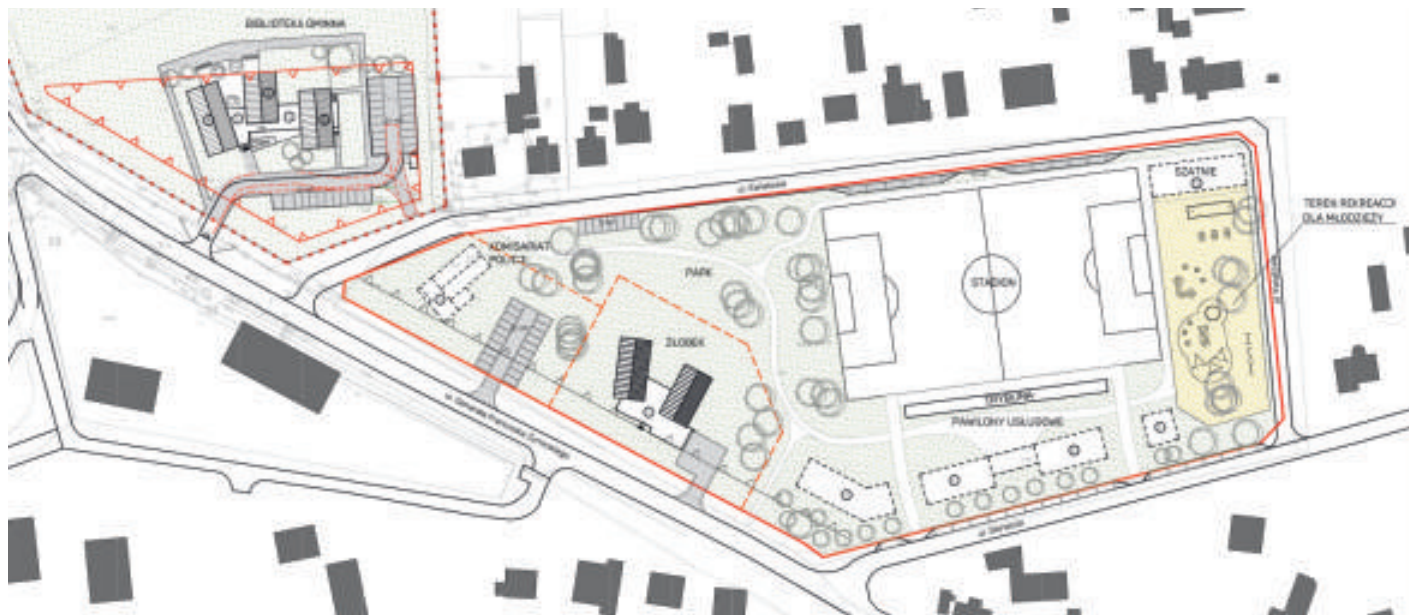 BIBLIOTEKA GMINNA
SZATNIE
TEREN REKREACJI
DLA MŁODZIEŻY
KOMISARIAT
POLICJI
PARK
STADION
ŻŁOBEK
TRYBUNA
PAWILONY USŁUGOWE